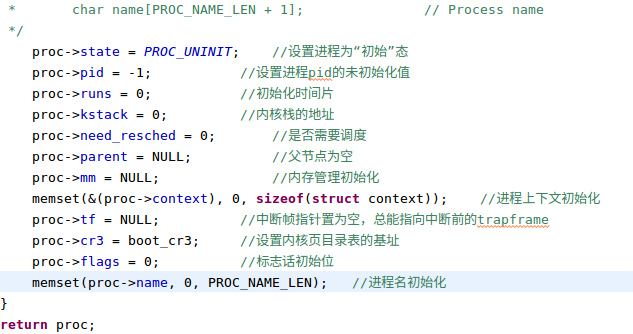 *       char name[PROC_NAME_LEN + 1];               // Process name
 */
    proc->state = PROC_UNINIT;    //设置进程为“初始”态
    proc->pid = -1;           //设置进程pid的未初始化值
    proc->runs = 0;           //初始化时间片
    proc->kstack = 0;         //内核栈的地址
    proc->need_resched = 0;       //是否需要调度
    proc->parent = NULL;          //父节点为空
    proc->mm = NULL;              //内存管理初始化
    memset(&(proc->context), 0, sizeof(struct context));    //进程上下文初始化
    proc->tf = NULL;          //中断帧指针置为空，总能指向中断前的trapframe
    proc->cr3 = boot_cr3;     //设置内核页目录表的基址
    proc->flags = 0;          //标志话初始位
    memset(proc->name, 0, PROC_NAME_LEN);   //进程名初始化
}
return proc;